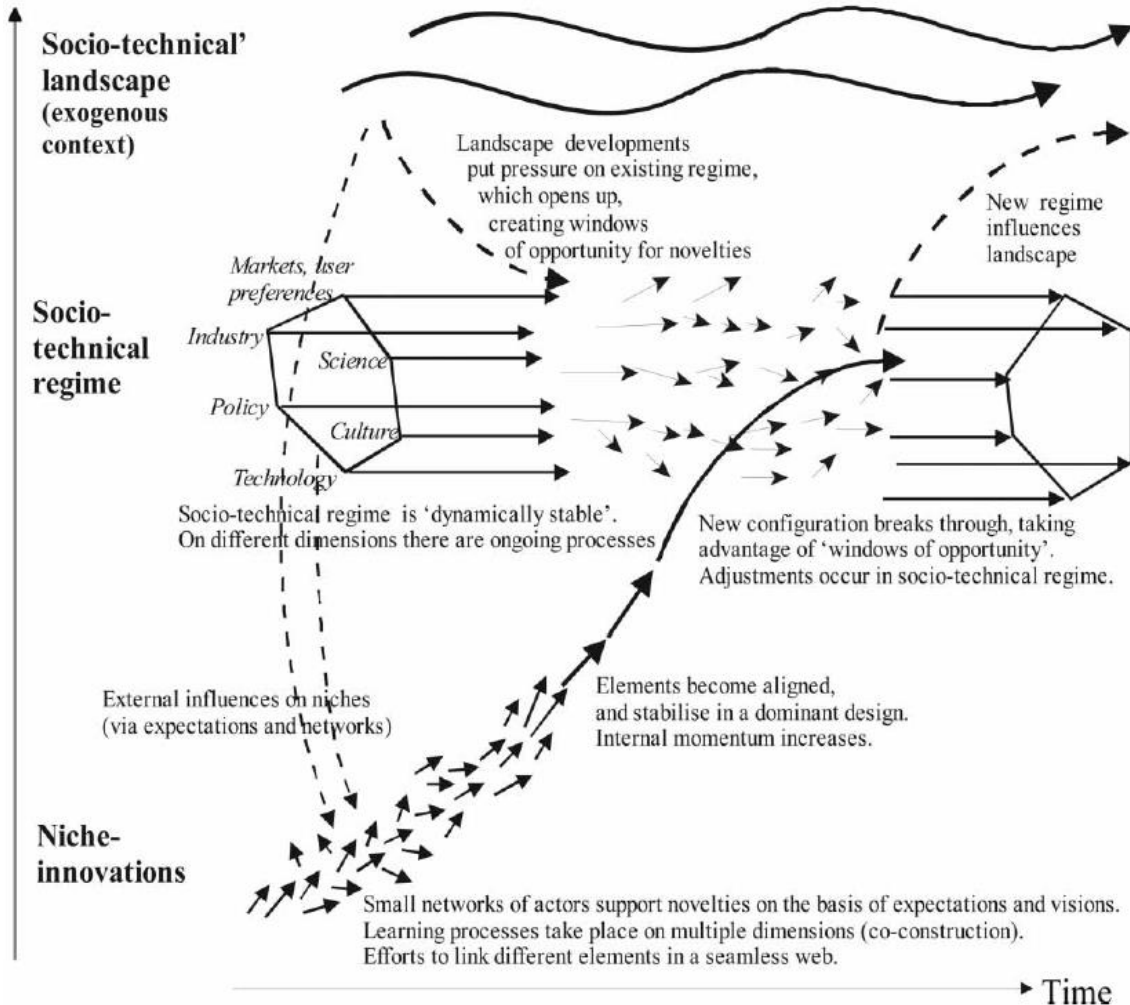 Socio-technical’
landscape
(exogenous
context)
Landscape developments
put pressure on existing regime,
which opens up,
creating windows
of opportunity for novelties
New regime
influences
landscape
Markets, user
preferences
Socio-
technical
regime
Industry
Science
Policy
Culture
Technology
Socio-technical regime is ‘dynamically stable’.
On different dimensions there are ongoing processes
New configuration breaks through, taking
advantage of ‘windows of opportunity’.
Adjustments occur in socio-technical regime.
External influences on niches
(via expectations and networks)
Elements become aligned,
and stabilise in a dominant design.
Internal momentum increases.
Niche-
innovations
Small networks of actors support novelties on the basis of expectations and visions.
Learning processes take place on multiple dimensions (co-construction).
Efforts to link different elements in a seamless web.
Time